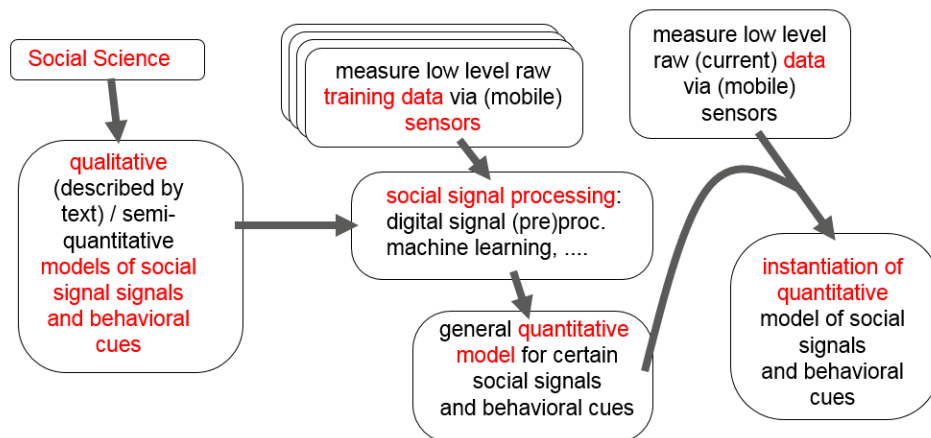 Social Science
qualitative
(described by
text) / semi-
quantitative
models of social
signal signals
and behavioral
cues
measure low level raw
training data via (mobile)
sensors
social signal processing:
digital signal (pre)proc.
machine learning, ....
general quantitative
model for certain
social signals
and behavioral cues
measure low level
raw (current) data
via (mobile)
sensors
instantiation of
quantitative
model of social
signals
and behavioral
cues